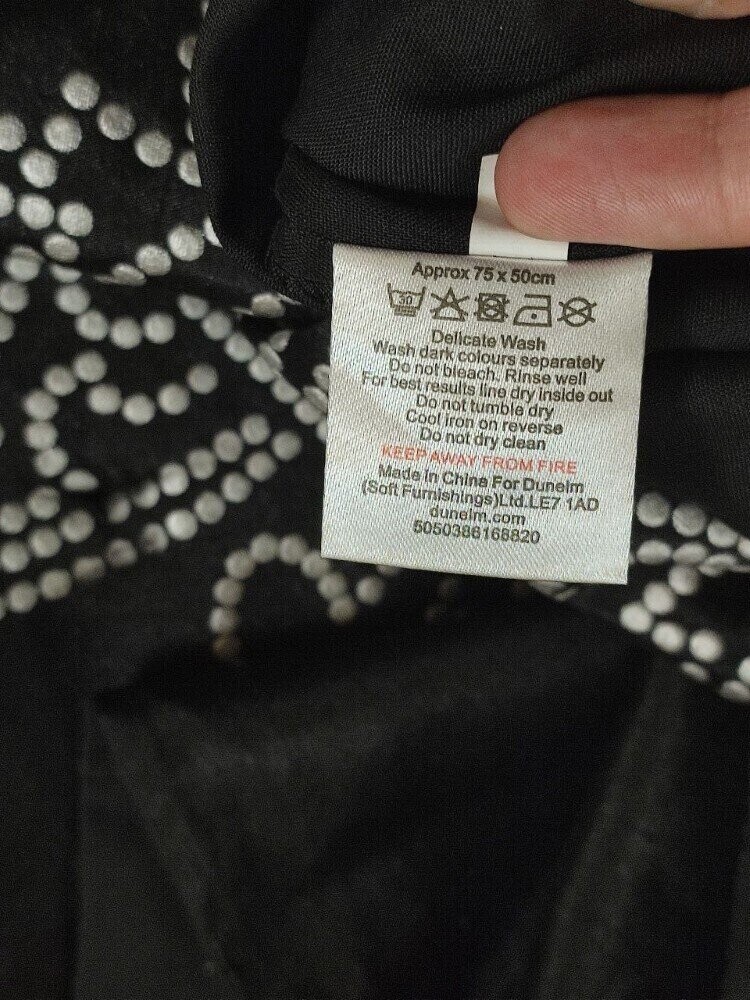 Approx 75 x 50cm
30
Delicate Wash
Wash dark colours separately
Do not bleach. Rinse well
For best results line dry inside out
Do not tumble dry
Cool iron on reverse
Do not dry clean
KEEP AWAY FROM FIRE
Made in China For Dunelm
(Soft Furnishings)Ltd.LE7 1AD
dunelm.com
5050386168820